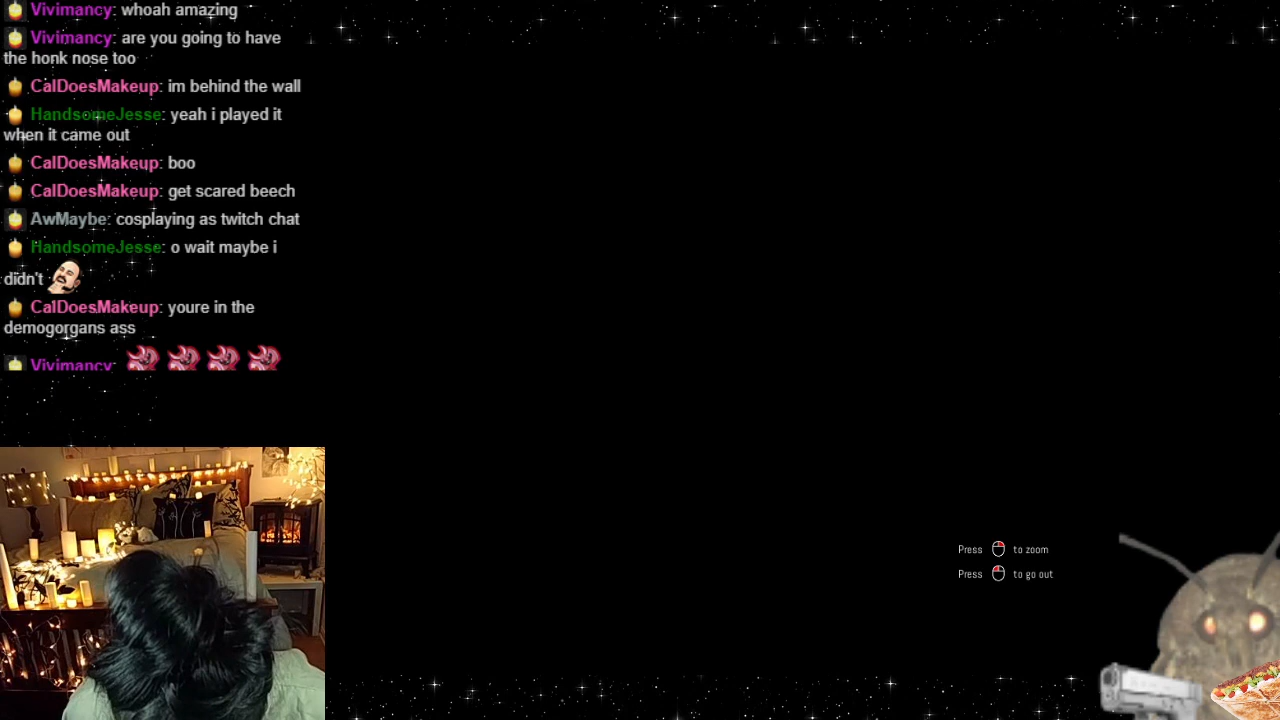 Vivimancy: whoah amazing
Vivimancy: are you going to have
the honk nose too
CalDoesMakeup: im behind the wall
HandsomeJesse: yeah i played it
when it came out
CalDoesMakeup: boo
CalDoesMakeup: get scared beech
AwMaybe: cosplaying as twitch chat
HandsomeJesse: o wait maybe i
didn't
CalDoesMakeup: youre in the
demogorgans ass
Vivimancy:
Press to zoom
Press to go out